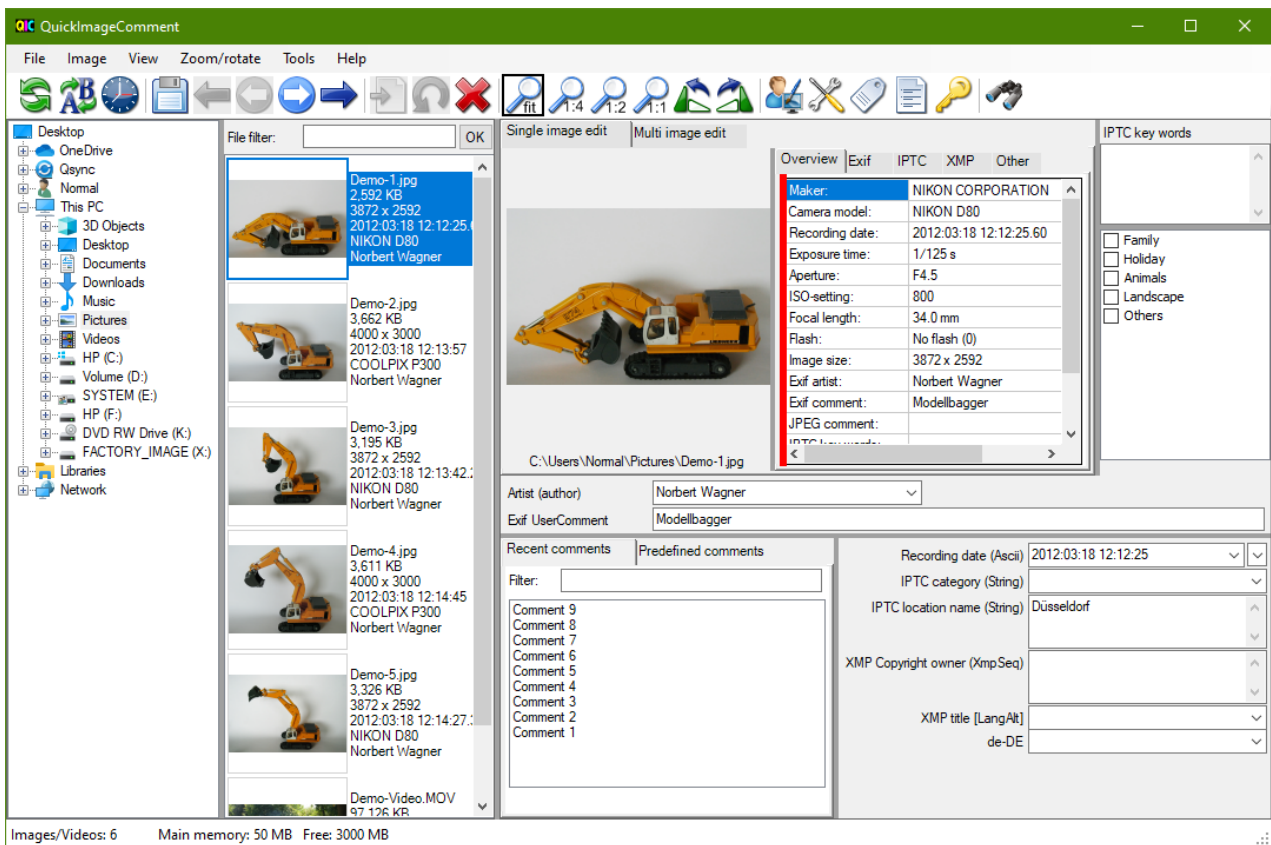 QIC QuickImageComment
File Image View Zoom/rotate Tools Help
AB fit 1:4 1:2 1:1
Desktop
OneDrive
Qsync
Normal
This PC
3D Objects
Desktop
Documents
Downloads
Music
Pictures
Videos
HP (C:)
Volume (D:)
SYSTEM (E:)
HP (F:)
DVD RW Drive (K:)
FACTORY_IMAGE (X:)
Libraries
Network
File filter: OK
Demo-1.jpg
2,592 KB
3872 x 2592
2012:03:18 12:12:25.
NIKON D80
Norbert Wagner
Demo-2.jpg
3,662 KB
4000 x 3000
2012:03:18 12:13:57
COOLPIX P300
Norbert Wagner
Demo-3.jpg
3,195 KB
3872 x 2592
2012:03:18 12:13:42.
NIKON D80
Norbert Wagner
Demo-4.jpg
3,611 KB
4000 x 3000
2012:03:18 12:14:45
COOLPIX P300
Norbert Wagner
Demo-5.jpg
3,326 KB
3872 x 2592
2012:03:18 12:14:27.
NIKON D80
Norbert Wagner
Demo-Video.MOV
97,126 KB
Single image edit Multi image edit
C:\Users\Normal\Pictures\Demo-1.jpg
Overview Exif IPTC XMP Other
Maker: NIKON CORPORATION
Camera model: NIKON D80
Recording date: 2012:03:18 12:12:25.60
Exposure time: 1/125 s
Aperture: F4.5
ISO-setting: 800
Focal length: 34.0 mm
Flash: No flash (0)
Image size: 3872 x 2592
Exif artist: Norbert Wagner
Exif comment: Modellbagger
JPEG comment:
IPTC key words:
IPTC key words
Family
Holiday
Animals
Landscape
Others
Artist (author) Norbert Wagner
Exif UserComment Modellbagger
Recent comments Predefined comments
Filter:
Comment 9
Comment 8
Comment 7
Comment 6
Comment 5
Comment 4
Comment 3
Comment 2
Comment 1
Recording date (Ascii) 2012:03:18 12:12:25
IPTC category (String)
IPTC location name (String) Düsseldorf
XMP Copyright owner (XmpSeq)
XMP title [LangAlt]
de-DE
Images/Videos: 6 Main memory: 50 MB Free: 3000 MB